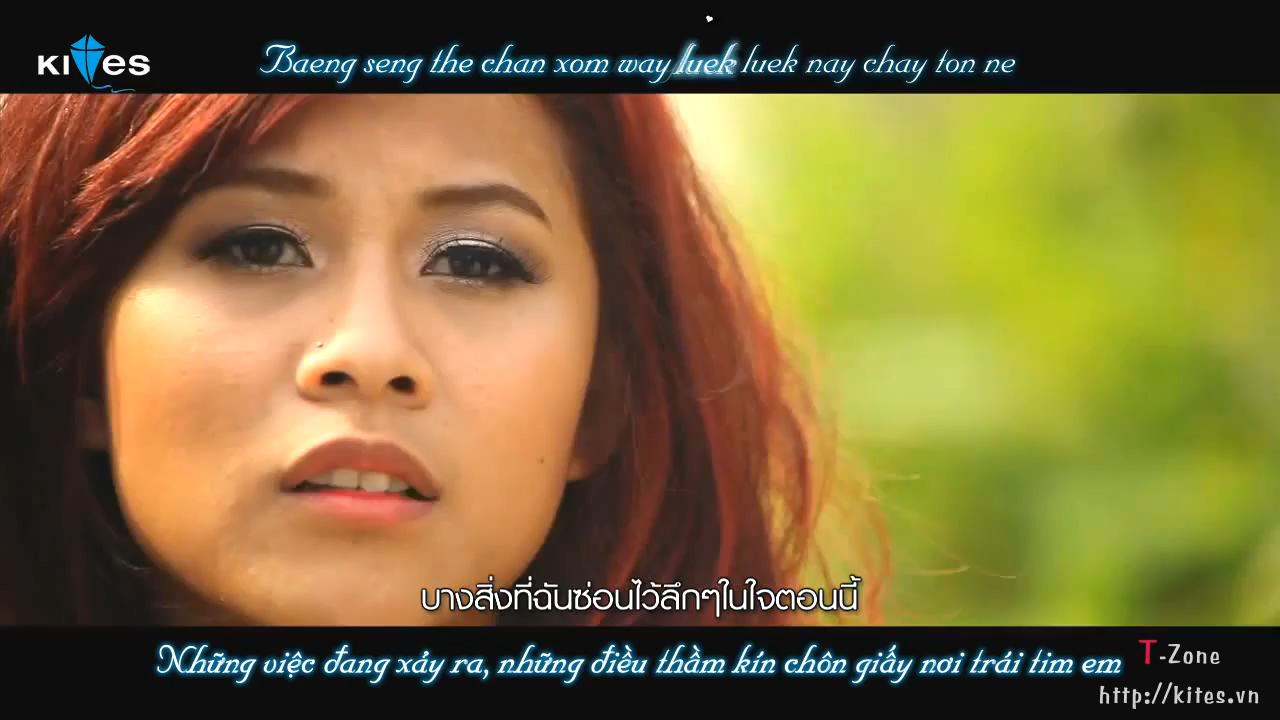 KITES
Baeng seng the chan xom way luek luek nay chay ton ne
บางสิ่งที่ฉันซ่อนไว้ลึกๆในใจตอนนี้
Những việc đang xảy ra, những điều thầm kín chôn giấy nơi trái tim em
T-Zone
http://kites.vn